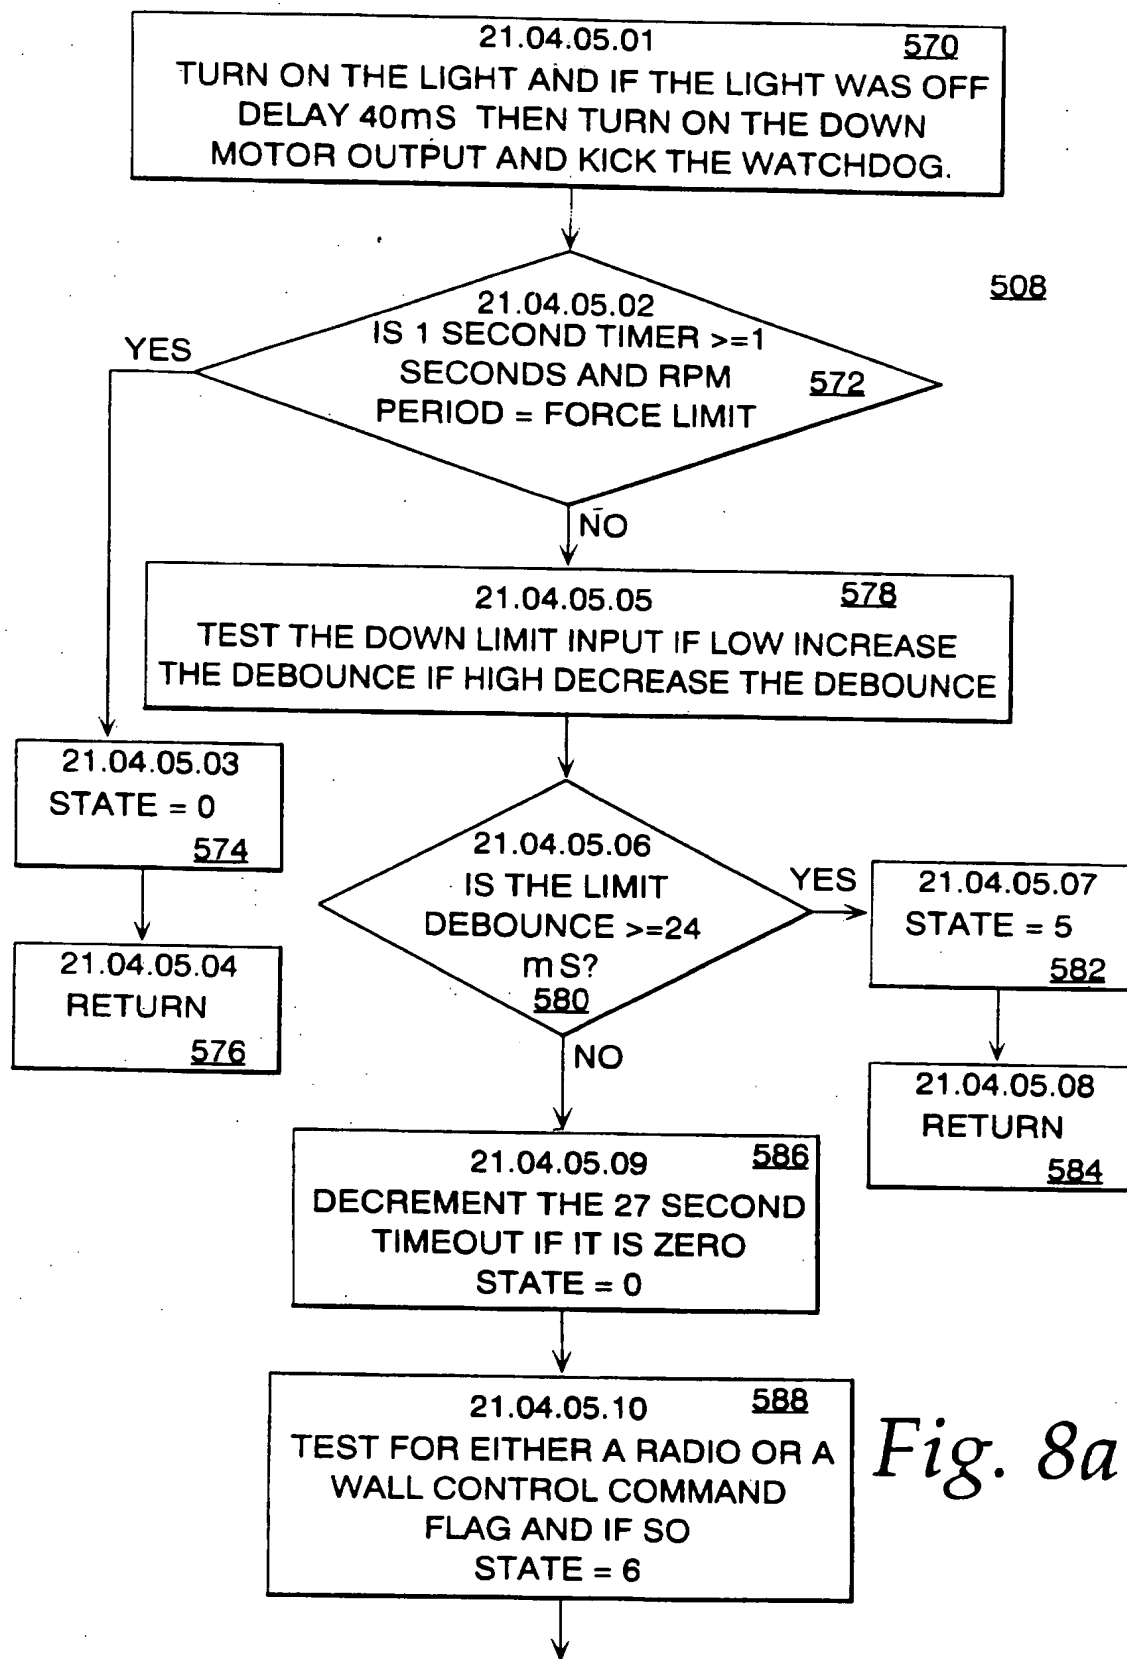 21.04.05.01 570
TURN ON THE LIGHT AND IF THE LIGHT WAS OFF
DELAY 40mS THEN TURN ON THE DOWN
MOTOR OUTPUT AND KICK THE WATCHDOG.
508
21.04.05.02
IS 1 SECOND TIMER >=1
SECONDS AND RPM 572
PERIOD = FORCE LIMIT
YES
NO
21.04.05.05 578
TEST THE DOWN LIMIT INPUT IF LOW INCREASE
THE DEBOUNCE IF HIGH DECREASE THE DEBOUNCE
21.04.05.03
STATE = 0
574
21.04.05.04
RETURN
576
21.04.05.06
IS THE LIMIT
DEBOUNCE >=24
mS?
580
YES
21.04.05.07
STATE = 5
582
21.04.05.08
RETURN
584
NO
21.04.05.09 586
DECREMENT THE 27 SECOND
TIMEOUT IF IT IS ZERO
STATE = 0
21.04.05.10 588
TEST FOR EITHER A RADIO OR A
WALL CONTROL COMMAND
FLAG AND IF SO
STATE = 6
Fig. 8a